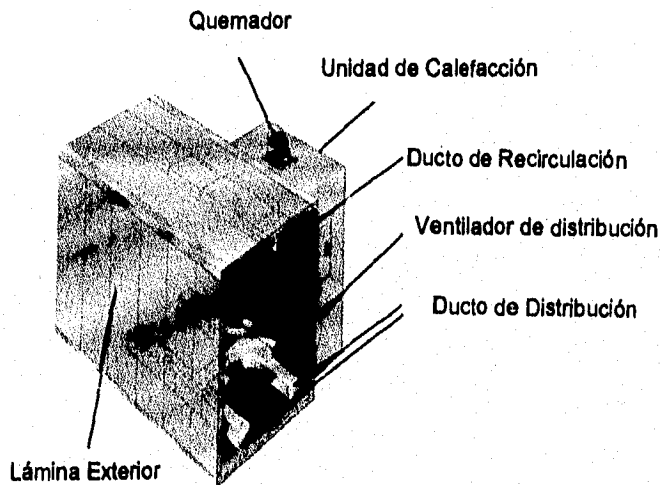 Quemador
Unidad de Calefacción
Ducto de Recirculación
Ventilador de distribución
Ducto de Distribución
Lámina Exterior